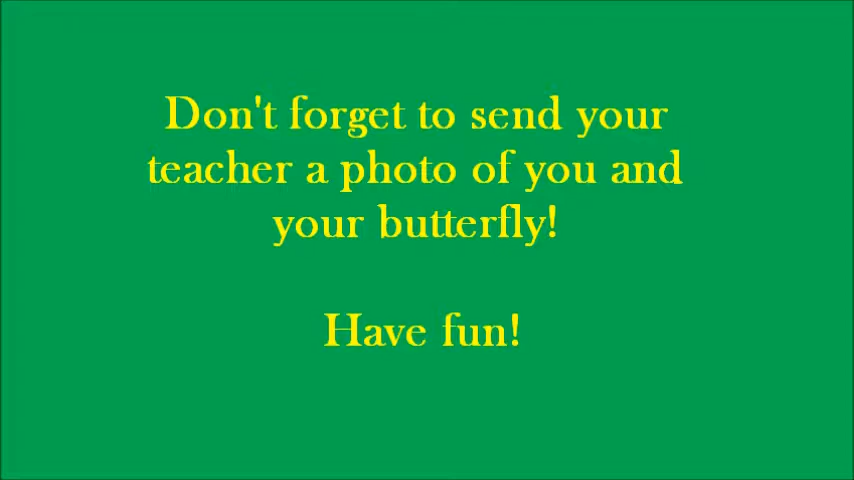 Don't forget to send your
teacher a photo of you and
your butterfly!
Have fun!